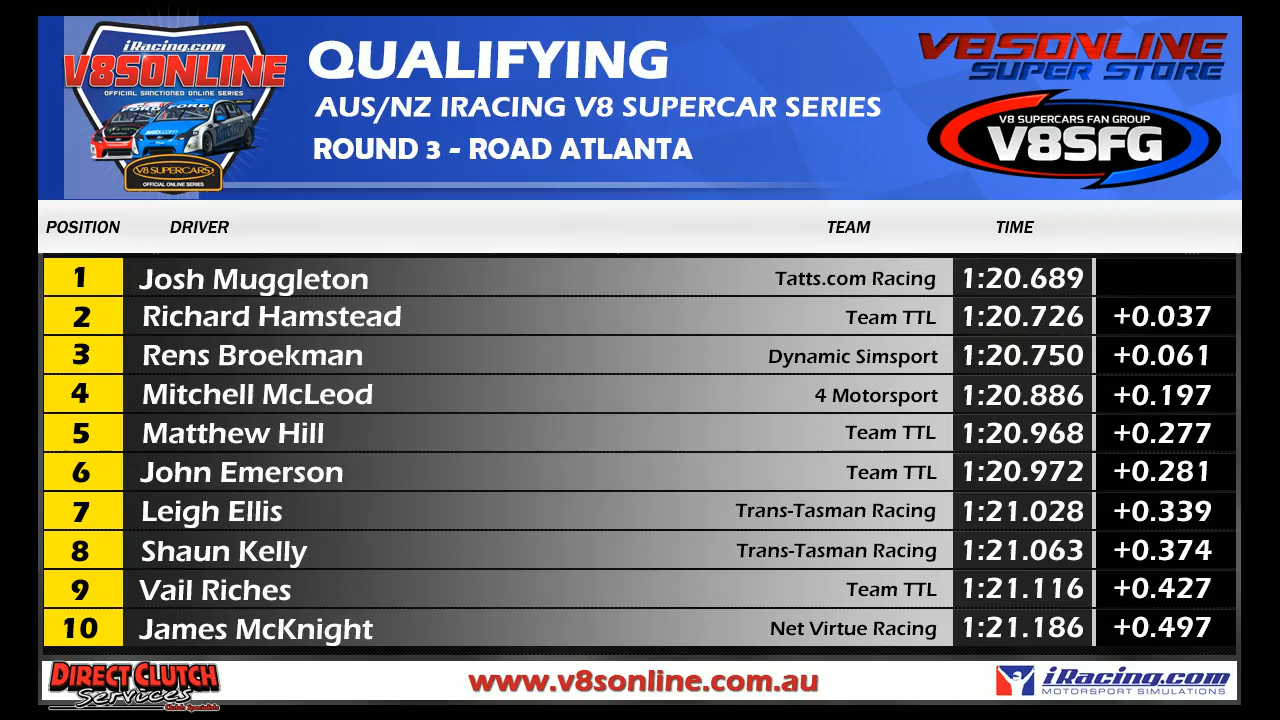 iRacing.com
V8SONLINE
OFFICIAL SANCTIONED ONLINE SERIES
FORD FORD
tatts.com
V8 SUPERCARS
OFFICIAL ONLINE SERIES
QUALIFYING
AUS/NZ IRACING V8 SUPERCAR SERIES
ROUND 3 - ROAD ATLANTA
V8SONLINE
SUPER STORE
V8 SUPERCARS FAN GROUP
V8SFG
POSITION DRIVER TEAM TIME
1 Josh Muggleton Tatts.com Racing 1:20.689
2 Richard Hamstead Team TTL 1:20.726 +0.037
3 Rens Broekman Dynamic Simsport 1:20.750 +0.061
4 Mitchell McLeod 4 Motorsport 1:20.886 +0.197
5 Matthew Hill Team TTL 1:20.968 +0.277
6 John Emerson Team TTL 1:20.972 +0.281
7 Leigh Ellis Trans-Tasman Racing 1:21.028 +0.339
8 Shaun Kelly Trans-Tasman Racing 1:21.063 +0.374
9 Vail Riches Team TTL 1:21.116 +0.427
10 James McKnight Net Virtue Racing 1:21.186 +0.497
DIRECT CLUTCH
Services
Clutch Specialists
www.v8sonline.com.au
iRacing.com
MOTORSPORT SIMULATIONS